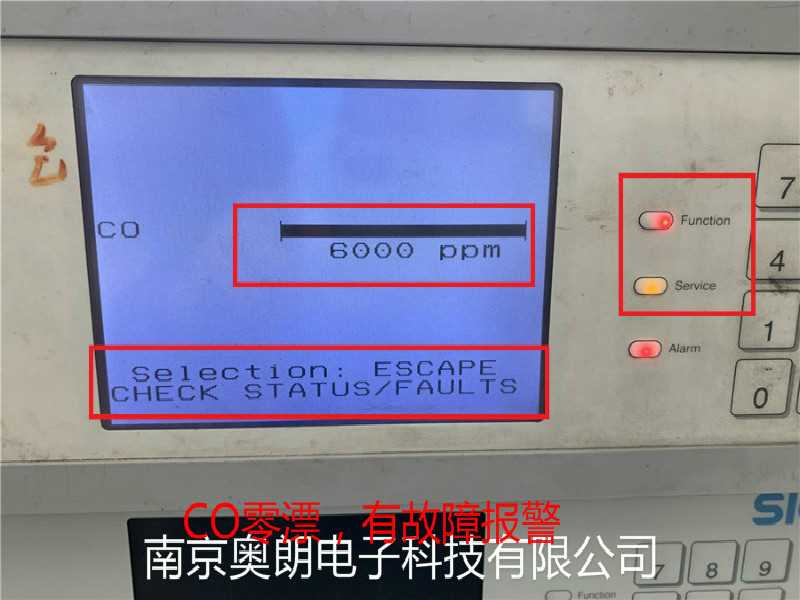 7
Function
CO
6000 ppm
4
Service
1
Alarm
Selection: ESCAPE
CHECK STATUS/FAULTS
0
CO零漂，有故障报警
SI
南京奥朗电子科技有限公司
7 8 9
Function